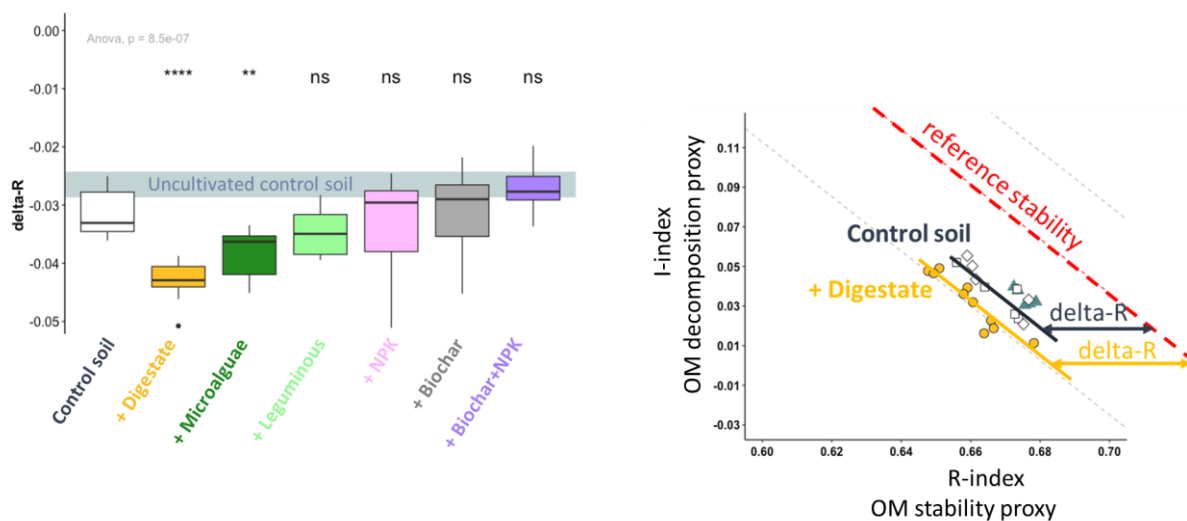 0.00
-0.01
-0.02
-0.03
-0.04
-0.05
delta-R
Anova, p = 8.5e-07
**** ** ns ns ns ns
Uncultivated control soil
Control soil
+ Digestate
+ Microalguae
+ Leguminous
+ NPK
+ Biochar
+ Biochar+NPK
I-index
OM decomposition proxy
0.11
0.09
0.07
0.05
0.03
0.01
-0.01
-0.03
reference stability
Control soil
+ Digestate
delta-R
delta-R
0.60 0.62 0.64 0.66 0.68 0.70
R-index
OM stability proxy